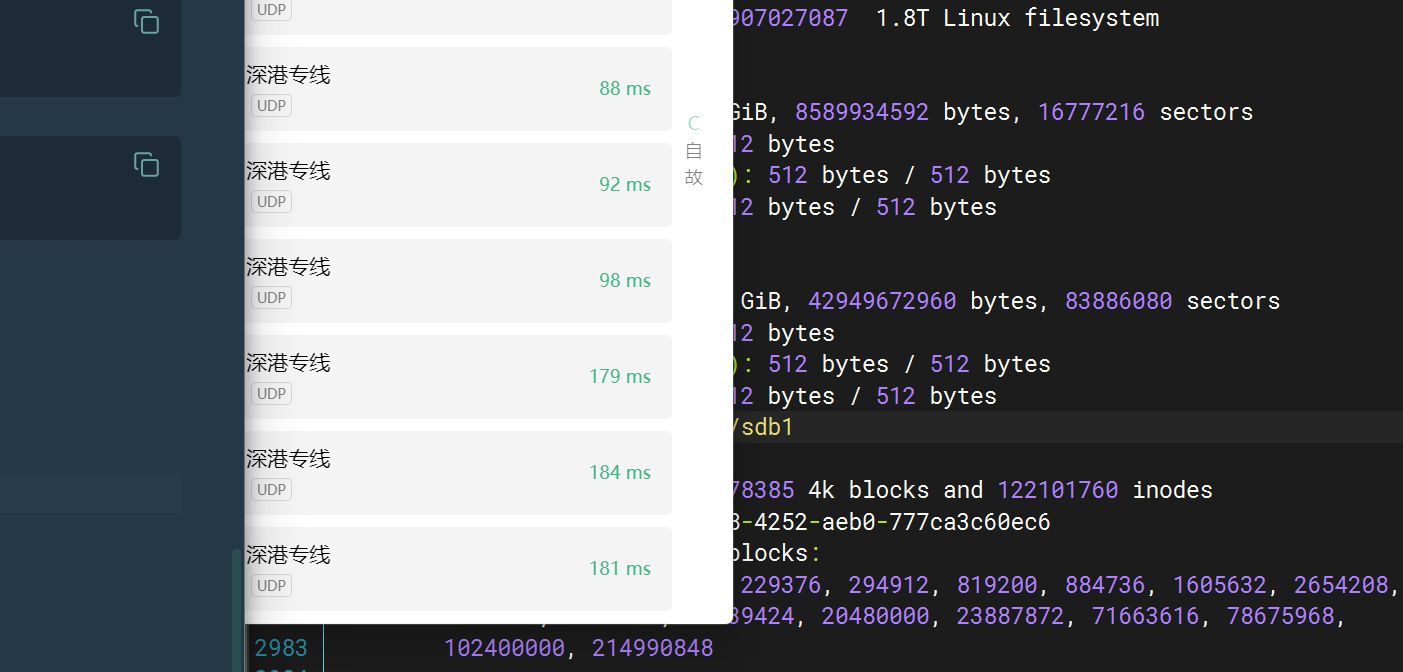 UDP
深港专线
88 ms
UDP
深港专线
92 ms
UDP
深港专线
98 ms
UDP
深港专线
179 ms
UDP
深港专线
184 ms
UDP
深港专线
181 ms
UDP
C
自
故
907027087 1.8T Linux filesystem
GiB, 8589934592 bytes, 16777216 sectors
12 bytes
): 512 bytes / 512 bytes
12 bytes / 512 bytes
GiB, 42949672960 bytes, 83886080 sectors
12 bytes
): 512 bytes / 512 bytes
12 bytes / 512 bytes
/sdb1
78385 4k blocks and 122101760 inodes
3-4252-aeb0-777ca3c60ec6
blocks:
229376, 294912, 819200, 884736, 1605632, 2654208,
39424, 20480000, 23887872, 71663616, 78675968,
2983 102400000, 214990848